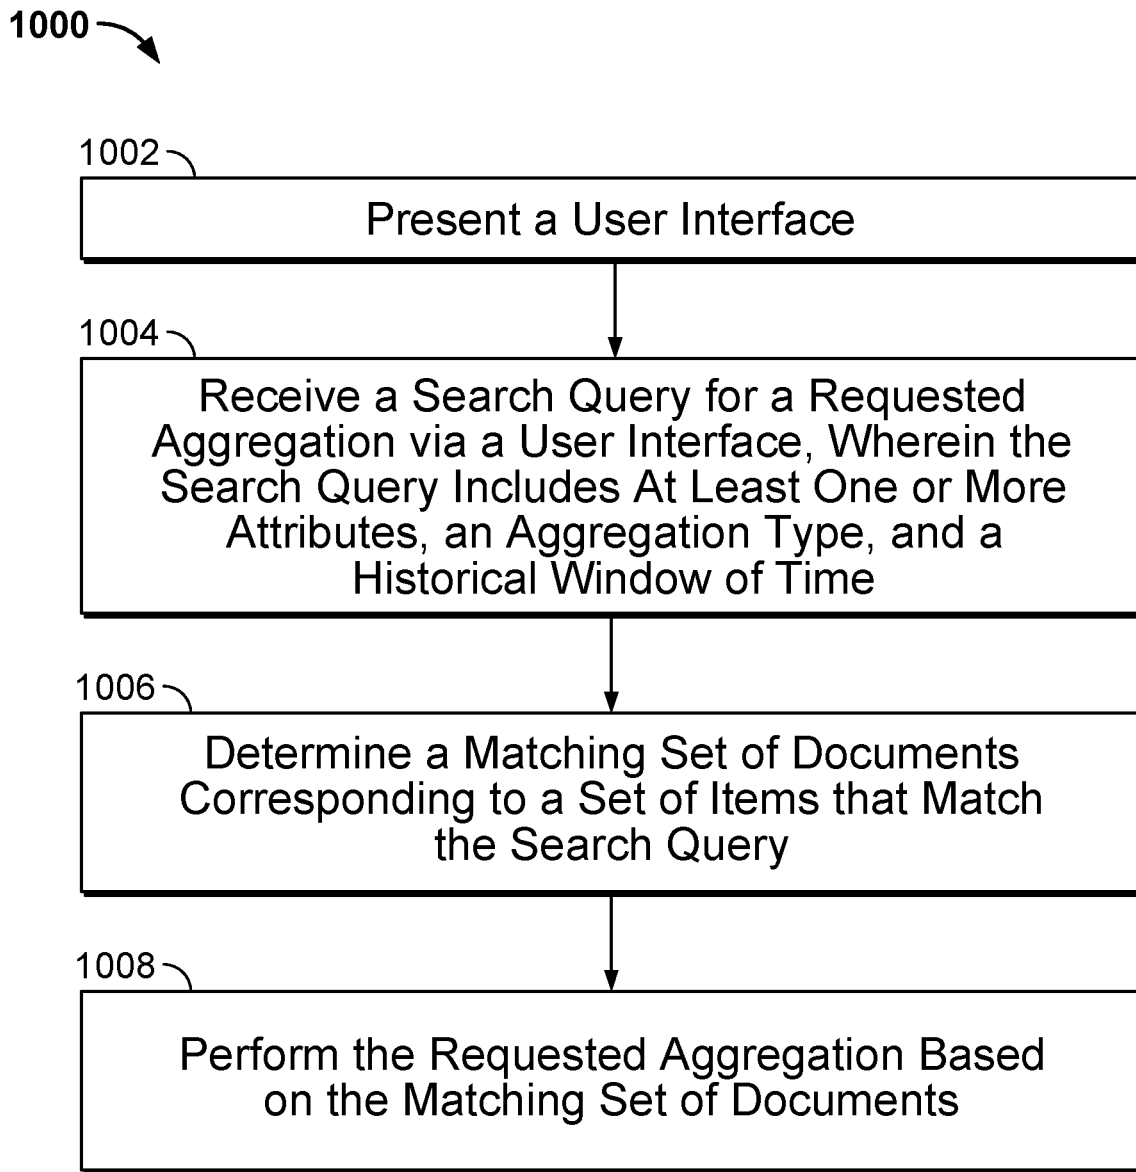 1000
1002
Present a User Interface
1004
Receive a Search Query for a Requested
Aggregation via a User Interface, Wherein the
Search Query Includes At Least One or More
Attributes, an Aggregation Type, and a
Historical Window of Time
1006
Determine a Matching Set of Documents
Corresponding to a Set of Items that Match
the Search Query
1008
Perform the Requested Aggregation Based
on the Matching Set of Documents